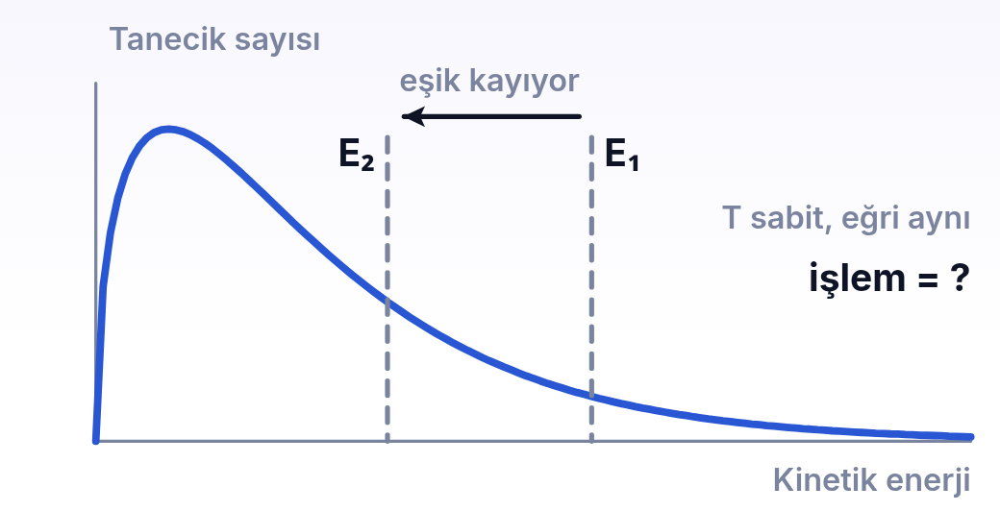 Tanecik sayısı
eşik kayıyor
E₂
E₁
T sabit, eğri aynı
işlem = ?
Kinetik enerji